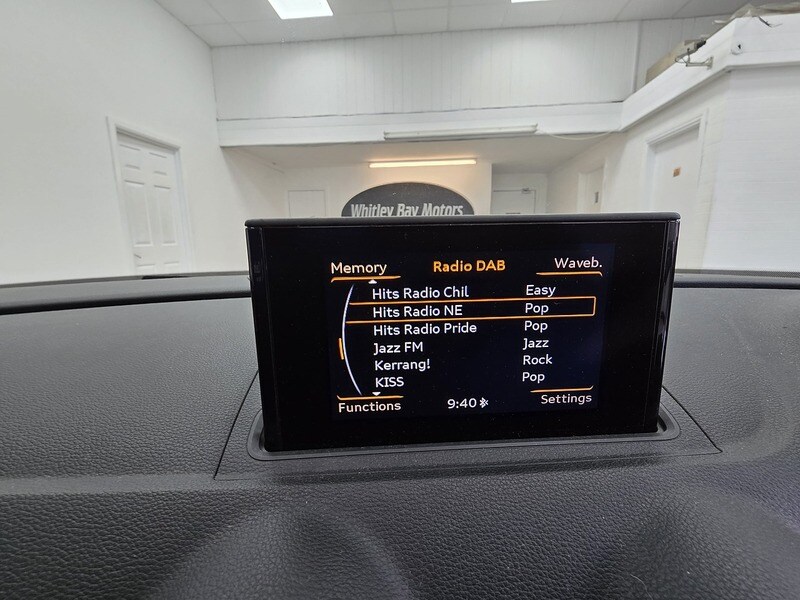 Whitley Bay Motors
Memory Radio DAB Waveb.
Hits Radio Chil Easy
Hits Radio NE Pop
Hits Radio Pride Pop
Jazz FM Jazz
Kerrang! Rock
KISS Pop
Functions 9:40 Settings